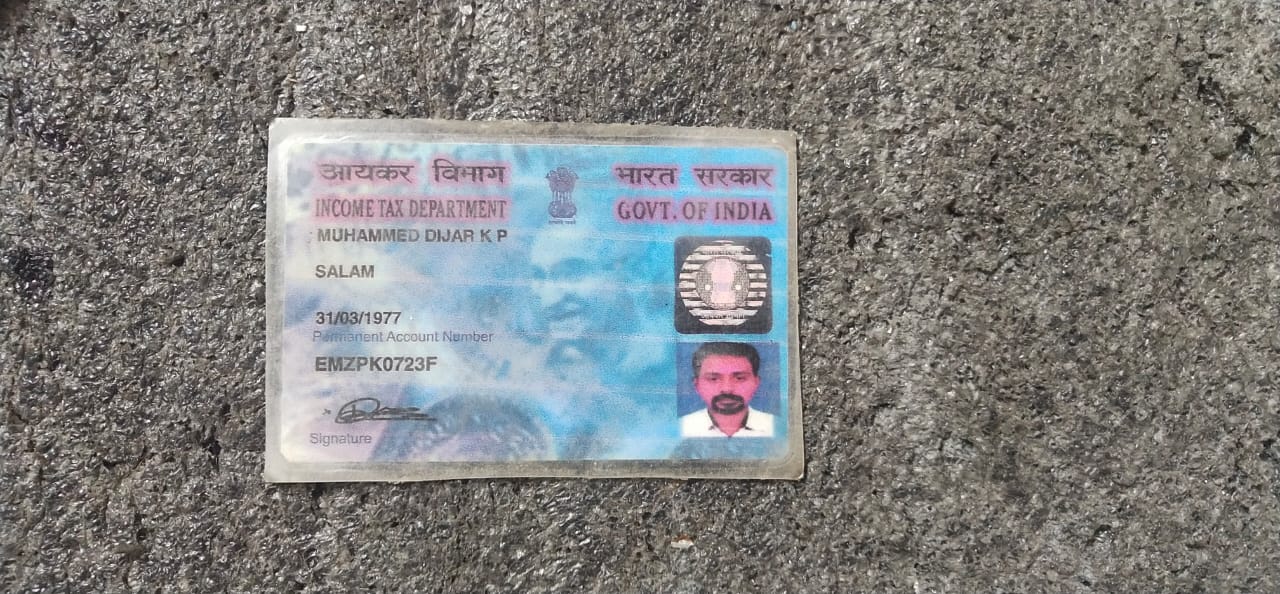 आयकर विभाग
भारत सरकार
INCOME TAX DEPARTMENT
GOVT. OF INDIA
MUHAMMED DIJAR K P
SALAM
31/03/1977
Permanent Account Number
EMZPK0723F
Signature